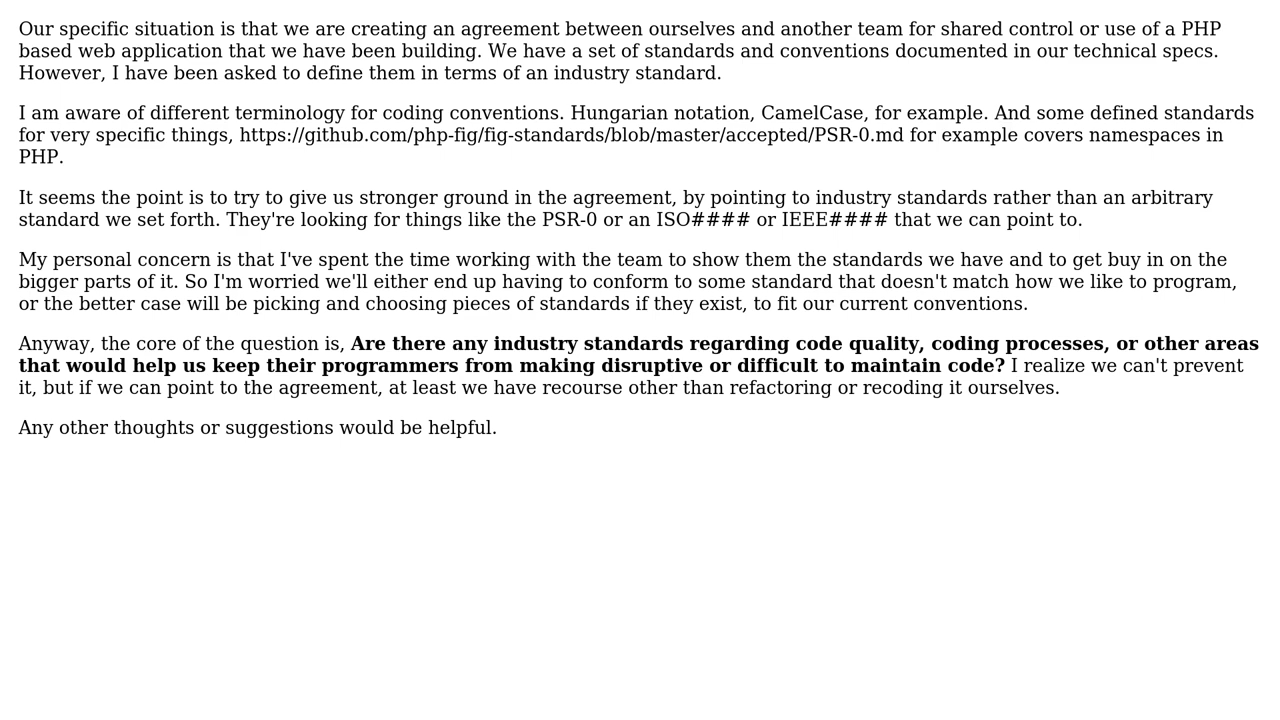 Our specific situation is that we are creating an agreement between ourselves and another team for shared control or use of a PHP
based web application that we have been building. We have a set of standards and conventions documented in our technical specs.
However, I have been asked to define them in terms of an industry standard.
I am aware of different terminology for coding conventions. Hungarian notation, CamelCase, for example. And some defined standards
for very specific things, https://github.com/php-fig/fig-standards/blob/master/accepted/PSR-0.md for example covers namespaces in
PHP.
It seems the point is to try to give us stronger ground in the agreement, by pointing to industry standards rather than an arbitrary
standard we set forth. They're looking for things like the PSR-0 or an ISO#### or IEEE#### that we can point to.
My personal concern is that I've spent the time working with the team to show them the standards we have and to get buy in on the
bigger parts of it. So I'm worried we'll either end up having to conform to some standard that doesn't match how we like to program,
or the better case will be picking and choosing pieces of standards if they exist, to fit our current conventions.
Anyway, the core of the question is, Are there any industry standards regarding code quality, coding processes, or other areas
that would help us keep their programmers from making disruptive or difficult to maintain code? I realize we can't prevent
it, but if we can point to the agreement, at least we have recourse other than refactoring or recoding it ourselves.
Any other thoughts or suggestions would be helpful.